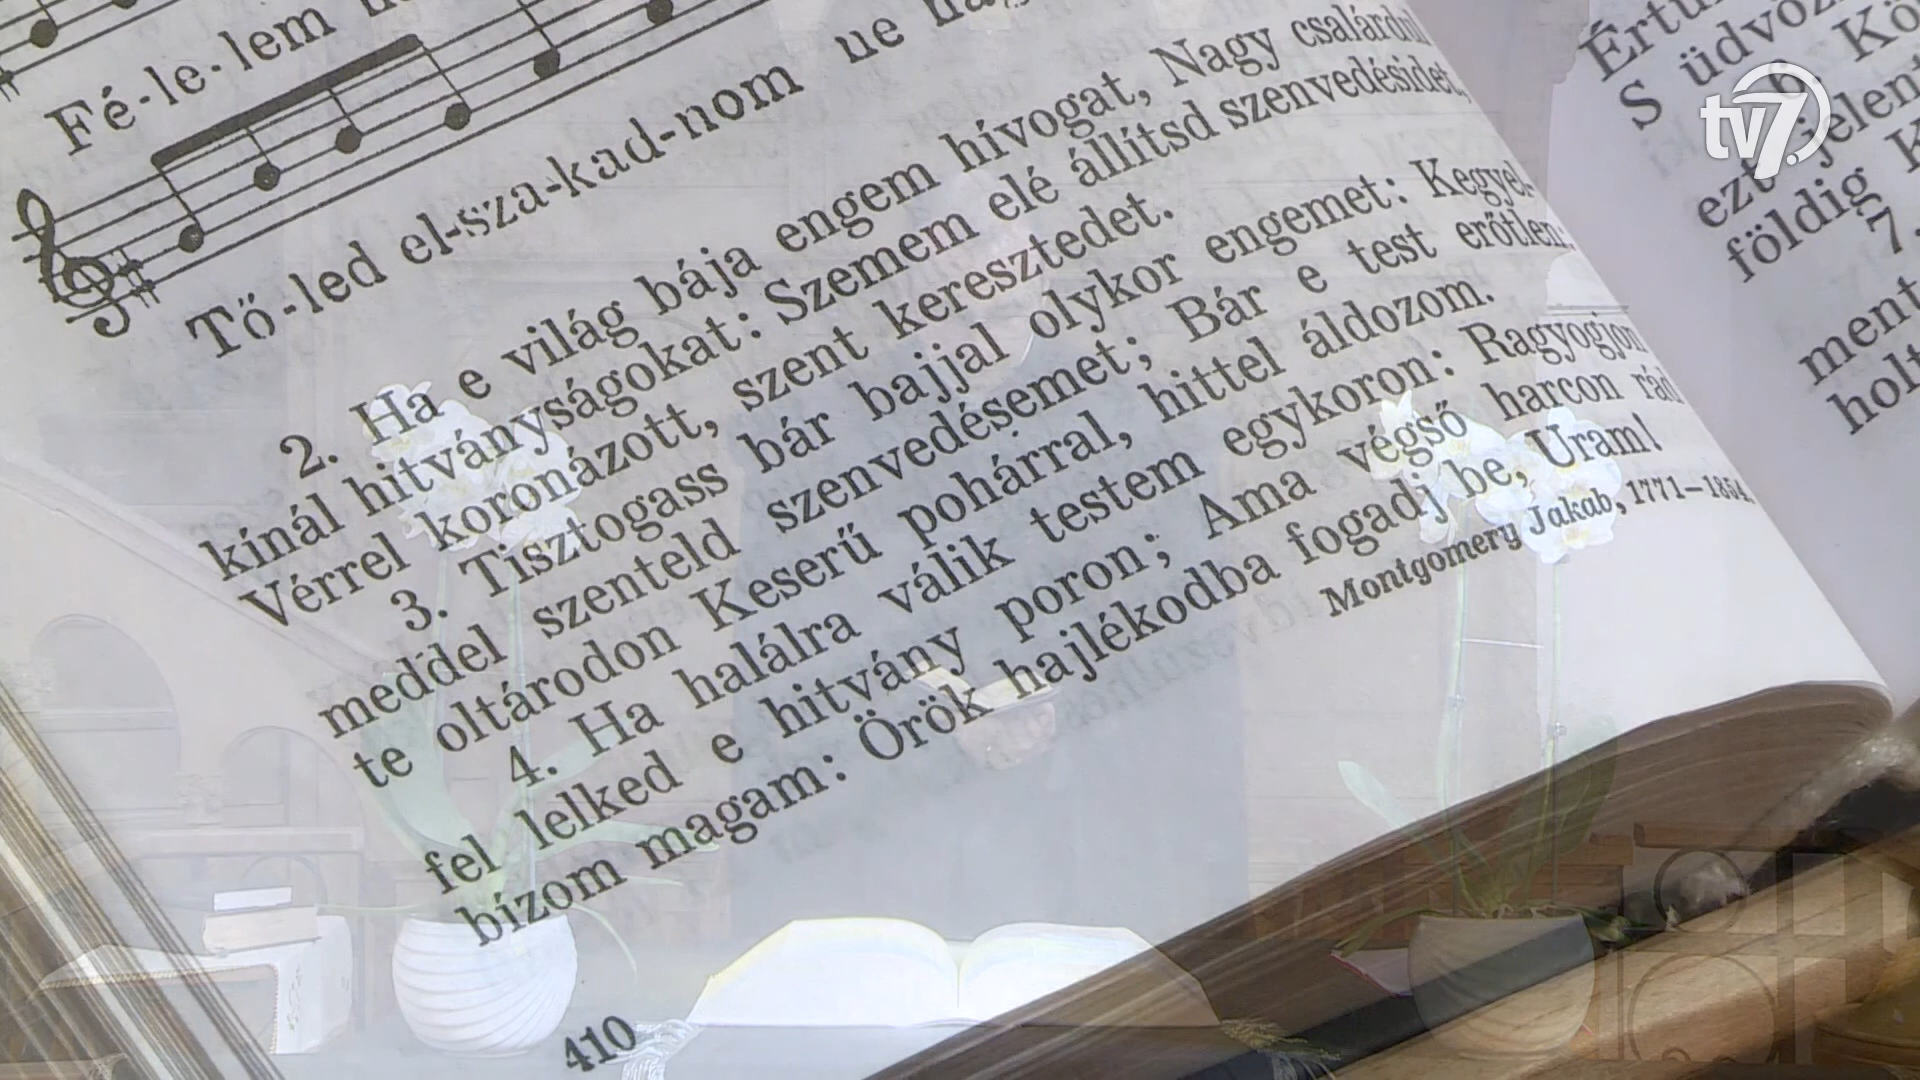 Fé-le-lem
Tő-led el-sza-kad-nom ne
2. Ha e világ bája engem hívogat, Nagy csalárdul
kínál hitványságokat: Szemem elé állítsd szenvedésidet,
Vérrel koronázott, szent keresztedet.
3. Tisztogass bár bajjal olykor engemet: Kegyel-
meddel szenteld szenvedésemet; Bár e test erőtlen:
te oltárodon Keserű pohárral, hittel áldozom.
4. Ha halálra válik testem egykoron: Ragyogjon
fel lelked e hitvány poron; Ama végső harcon rád
bízom magam: Örök hajlékodba fogadj be, Uram!
Montgomery Jakab, 1771–1854.
410
S
6. Kö
ezt jelent
földig K
7.
ment
holt
tv7